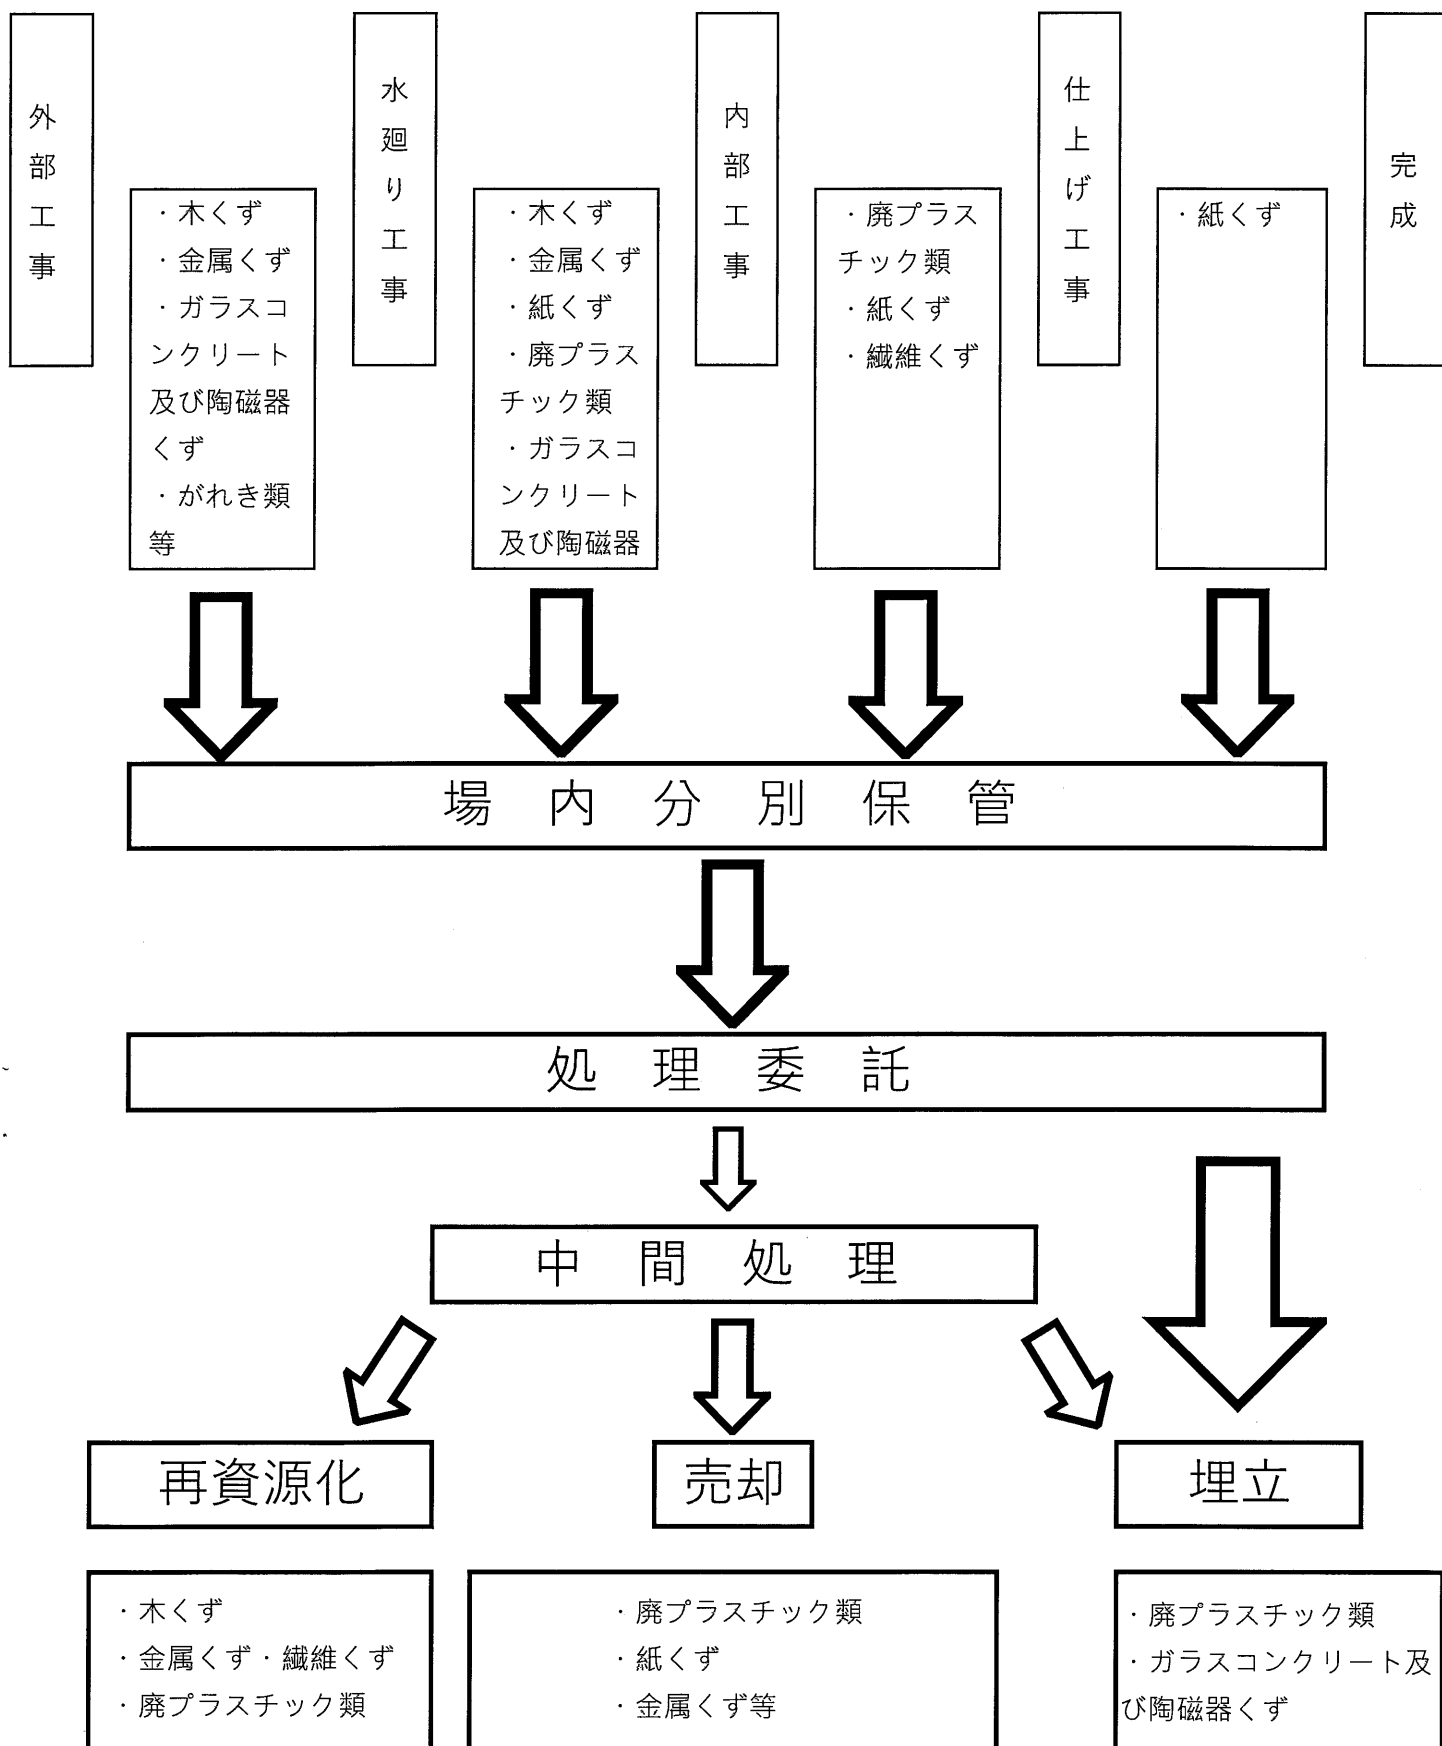 外部工事
水廻り工事
内部工事
仕上げ工事
完成
・木くず
・金属くず
・ガラスコ
ンクリート
及び陶磁器
くず
・がれき類
等
・木くず
・金属くず
・紙くず
・廃プラス
チック類
・ガラスコ
ンクリート
及び陶磁器
・廃プラス
チック類
・紙くず
・繊維くず
・紙くず
場内分別保管
処理委託
中間処理
再資源化
売却
埋立
・木くず
・金属くず・繊維くず
・廃プラスチック類
・廃プラスチック類
・紙くず
・金属くず等
・廃プラスチック類
・ガラスコンクリート及
び陶磁器くず